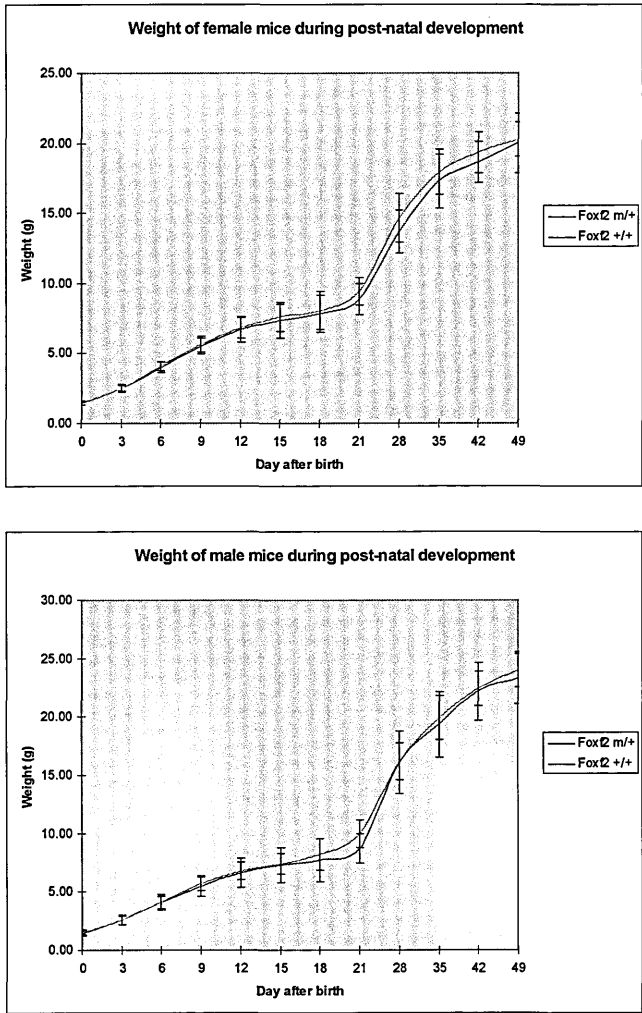 Weight of female mice during post-natal development
25.00
20.00
15.00
10.00
5.00
0.00
Weight (g)
0 3 6 9 12 15 18 21 28 35 42 49
Day after birth
Foxf2 m/+
Foxf2 +/+
Weight of male mice during post-natal development
30.00
25.00
20.00
15.00
10.00
5.00
0.00
Weight (g)
0 3 6 9 12 15 18 21 28 35 42 49
Day after birth
Foxf2 m/+
Foxf2 +/+